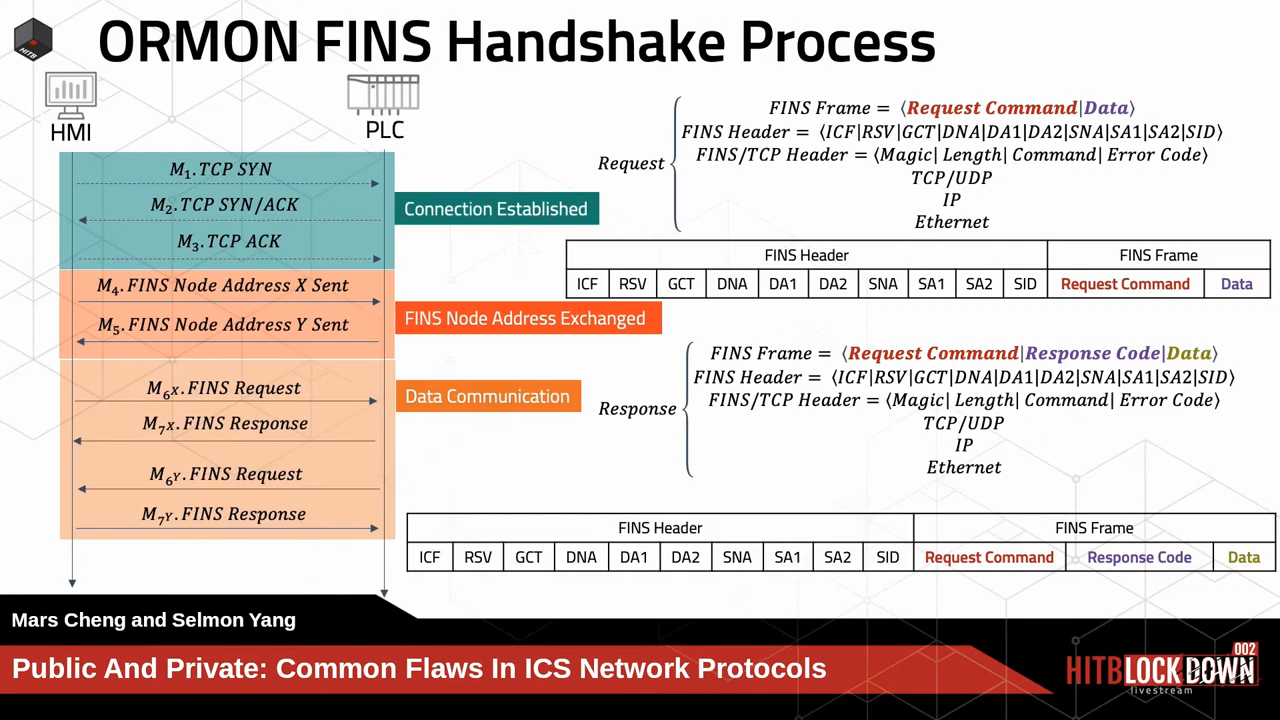 ORMON FINS Handshake Process
HITB
HMI
PLC
M₁.TCP SYN
M₂.TCP SYN/ACK
M₃.TCP ACK
Connection Established
M₄.FINS Node Address X Sent
M₅.FINS Node Address Y Sent
FINS Node Address Exchanged
M₆X.FINS Request
M₇X.FINS Response
M₆Y.FINS Request
M₇Y.FINS Response
Data Communication
Request
FINS Frame = ⟨Request Command|Data⟩
FINS Header = ⟨ICF|RSV|GCT|DNA|DA1|DA2|SNA|SA1|SA2|SID⟩
FINS/TCP Header = ⟨Magic| Length| Command| Error Code⟩
TCP/UDP
IP
Ethernet
FINS Header FINS Frame
ICF RSV GCT DNA DA1 DA2 SNA SA1 SA2 SID Request Command Data
Response
FINS Frame = ⟨Request Command|Response Code|Data⟩
FINS Header = ⟨ICF|RSV|GCT|DNA|DA1|DA2|SNA|SA1|SA2|SID⟩
FINS/TCP Header = ⟨Magic| Length| Command| Error Code⟩
TCP/UDP
IP
Ethernet
FINS Header FINS Frame
ICF RSV GCT DNA DA1 DA2 SNA SA1 SA2 SID Request Command Response Code Data
Mars Cheng and Selmon Yang
Public And Private: Common Flaws In ICS Network Protocols
002
HITBLOCKDOWN
livestream